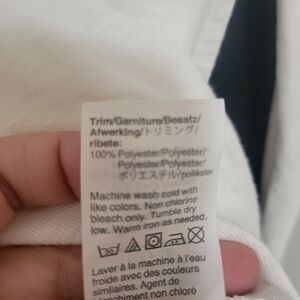 Trim/Garniture/Besatz/
Afwerking/トリミング/
ribete:
100% Polyester/Polyester/
Polyester/Polyester/
ポリエステル/poliéster
Machine wash cold with
like colors. Non chlorine
bleach only. Tumble dry
low. Warm iron as needed.
Laver à la machine à l'eau
froide avec des couleurs
similaires. Agent de
blanchiment non chloré